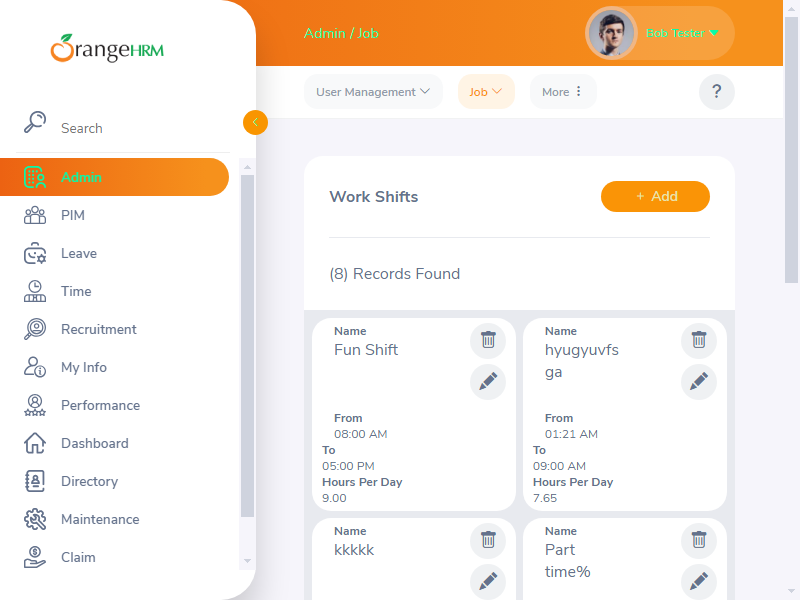 orangeHRM
Search
Admin
PIM
Leave
Time
Recruitment
My Info
Performance
Dashboard
Directory
Maintenance
Claim
Admin / Job
Bob Tester
User Management
Job
More
?
Work Shifts
+ Add
(8) Records Found
Name
Fun Shift
From
08:00 AM
To
05:00 PM
Hours Per Day
9.00
Name
hyugyuvfs
ga
From
01:21 AM
To
09:00 AM
Hours Per Day
7.65
Name
kkkkk
Name
Part
time%